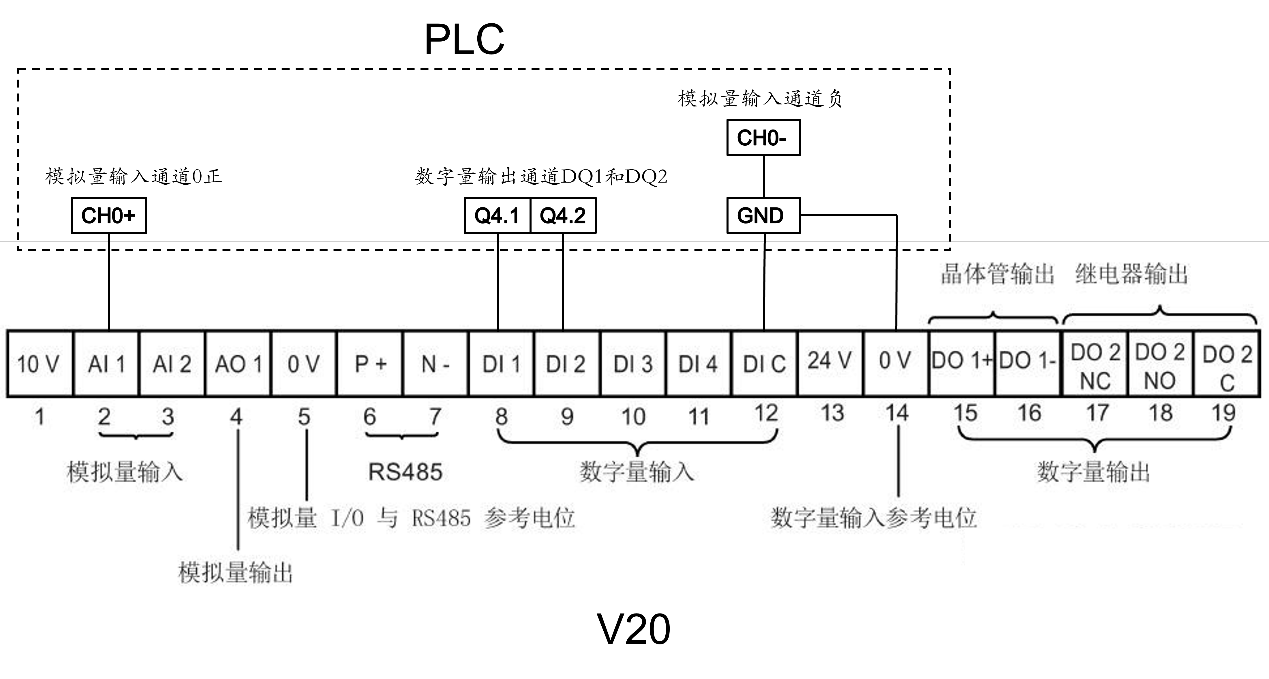 PLC
模拟量输入通道负
CH0-
模拟量输入通道0正
数字量输出通道DQ1和DQ2
CH0+
Q4.1
Q4.2
GND
晶体管输出
继电器输出
10 V
AI 1
AI 2
AO 1
0 V
P +
N -
DI 1
DI 2
DI 3
DI 4
DI C
24 V
0 V
DO 1+
DO 1-
DO 2
NC
DO 2
NO
DO 2
C
1
2
3
4
5
6
7
8
9
10
11
12
13
14
15
16
17
18
19
模拟量输入
RS485
数字量输入
数字量输出
模拟量 I/O 与 RS485 参考电位
数字量输入参考电位
模拟量输出
V20